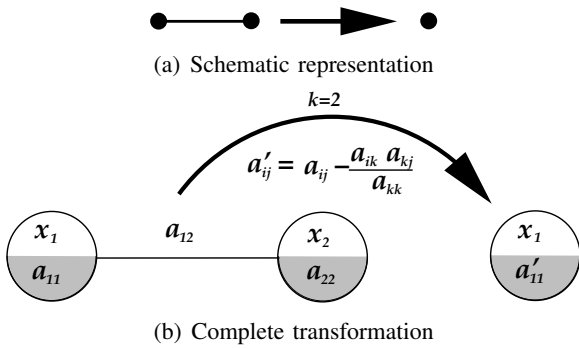 (a) Schematic representation
k=2
a'ij = aij - aik akj / akk
x1 a12 x2 x1
a11 a22 a'11
(b) Complete transformation